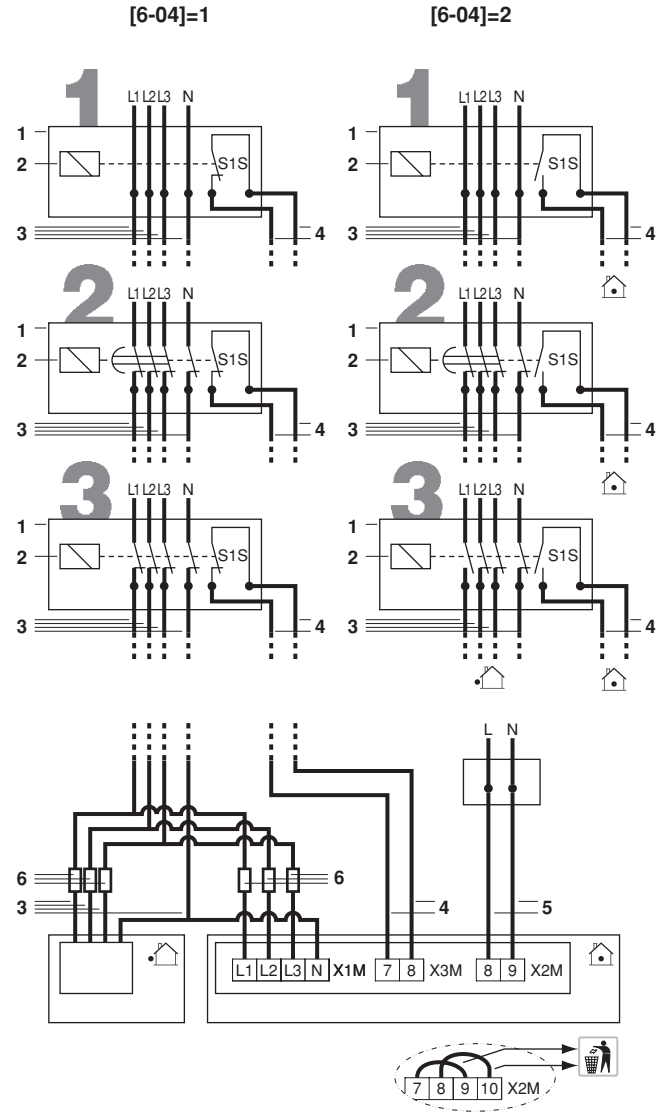 [6-04]=1 [6-04]=2
1 1
L1 L2 L3 N L1 L2 L3 N
1 1
2 S1S 2 S1S
3 4 3 4
2 2
L1 L2 L3 N L1 L2 L3 N
1 1
2 S1S 2 S1S
3 4 3 4
3 3
L1 L2 L3 N L1 L2 L3 N
1 1
2 S1S 2 S1S
3 4 3 4
L N
6 6
3 4 5
L1 L2 L3 N X1M 7 8 X3M 8 9 X2M
7 8 9 10 X2M